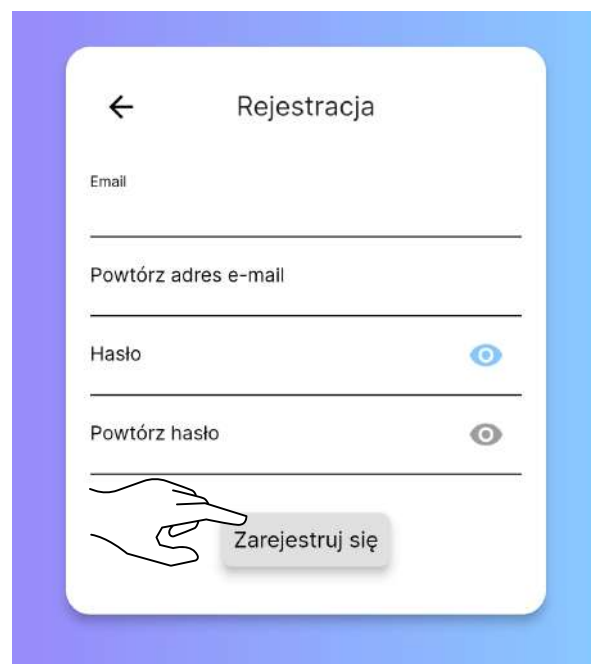 Rejestracja
Email
Powtórz adres e-mail
Hasło
Powtórz hasło
Zarejestruj się